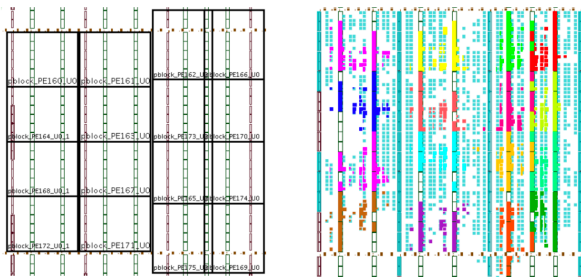 pblock_PE162_U0
pblock_PE166_U0
pblock_PE160_U0
pblock_PE161_U0
pblock_PE164_U0_1
pblock_PE163_U0
pblock_PE173_U0
pblock_PE170_U0
pblock_PE168_U0_1
pblock_PE167_U0
pblock_PE165_U0
pblock_PE174_U0
pblock_PE172_U0_1
pblock_PE171_U0
pblock_PE175_U0
pblock_PE169_U0